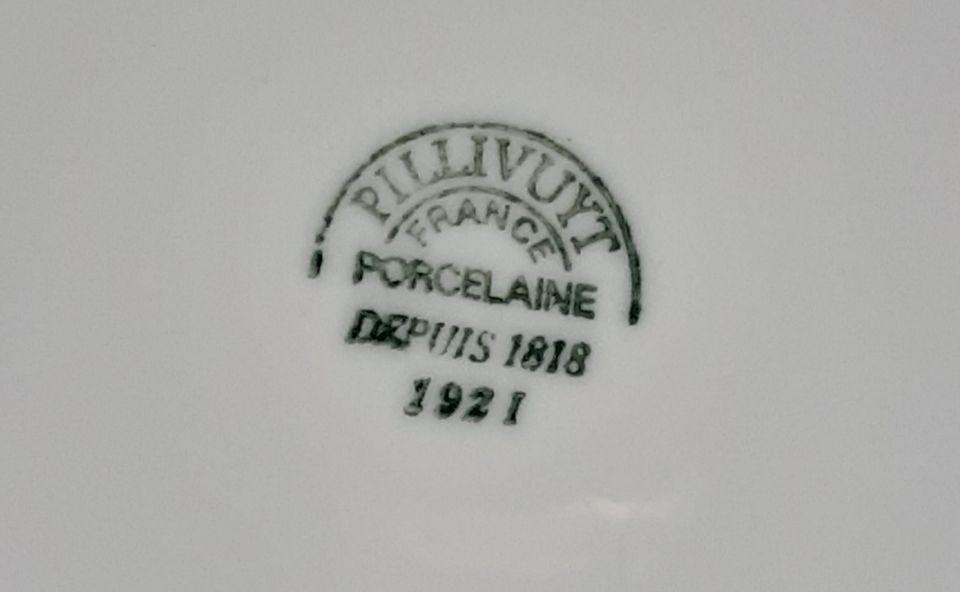 PILLIVUYT
FRANCE
PORCELAINE
DEPUIS 1818
1921